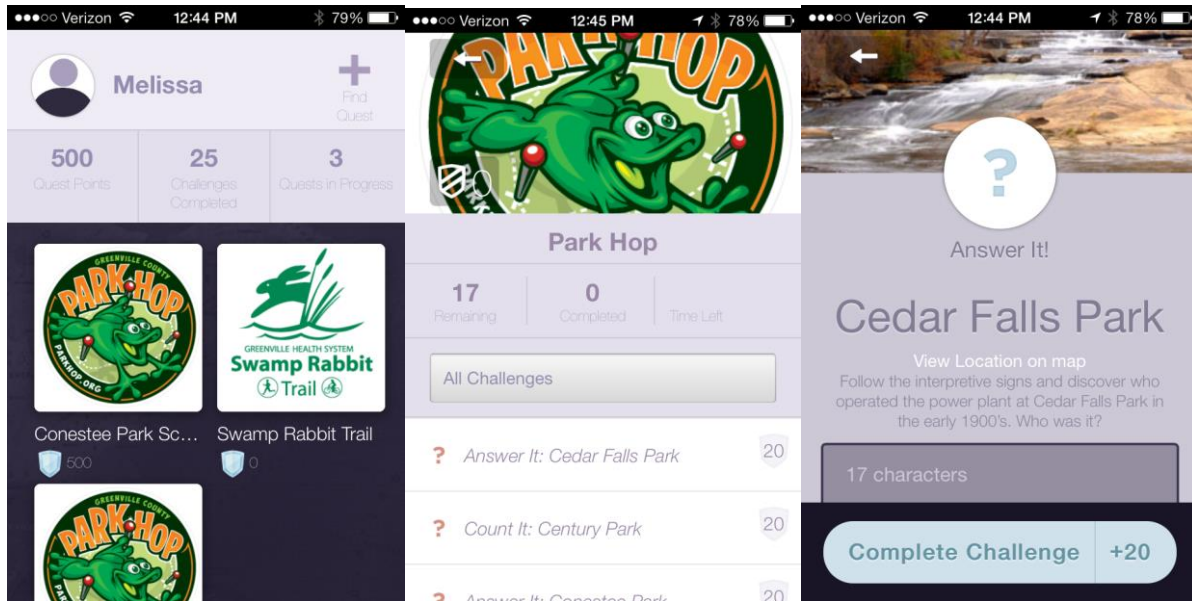 ●●●○○ Verizon 12:44 PM 79%
Melissa
+
Find
Quest
500
Quest Points
25
Challenges
Completed
3
Quests in Progress
GREENVILLE COUNTY
PARK HOP
PARKHOP.ORG
GREENVILLE HEALTH SYSTEM
Swamp Rabbit
Trail
Conestee Park Sc...
500
Swamp Rabbit Trail
0
GREENVILLE COUNTY
PARK HOP
●●●○○ Verizon 12:45 PM 78%
PARK HOP
0
Park Hop
17
Remaining
0
Completed
Time Left
All Challenges
? Answer It: Cedar Falls Park 20
? Count It: Century Park 20
? Answer It: Conestee Park 20
●●●○○ Verizon 12:44 PM 78%
?
Answer It!
Cedar Falls Park
View Location on map
Follow the interpretive signs and discover who
operated the power plant at Cedar Falls Park in
the early 1900's. Who was it?
17 characters
Complete Challenge +20